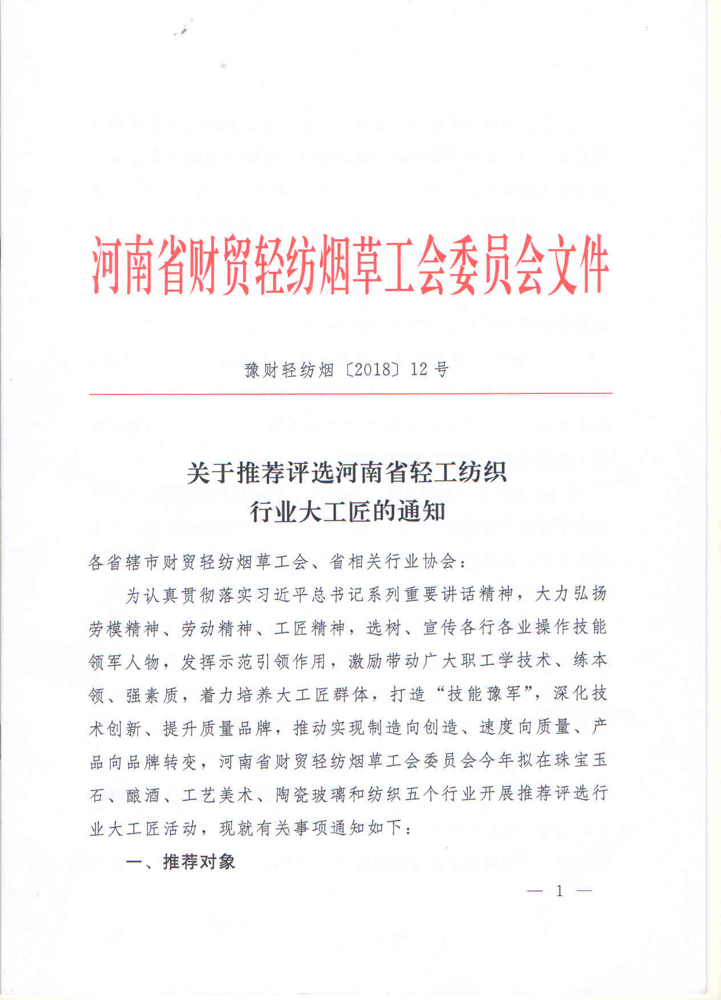 河南省财贸轻纺烟草工会委员会文件
豫财轻纺烟〔2018〕12 号
关于推荐评选河南省轻工纺织
行业大工匠的通知
各省辖市财贸轻纺烟草工会、省相关行业协会：
为认真贯彻落实习近平总书记系列重要讲话精神，大力弘扬
劳模精神、劳动精神、工匠精神，选树、宣传各行各业操作技能
领军人物，发挥示范引领作用，激励带动广大职工学技术、练本
领、强素质，着力培养大工匠群体，打造“技能豫军”，深化技
术创新、提升质量品牌，推动实现制造向创造、速度向质量、产
品向品牌转变，河南省财贸轻纺烟草工会委员会今年拟在珠宝玉
石、酿酒、工艺美术、陶瓷玻璃和纺织五个行业开展推荐评选行
业大工匠活动，现就有关事项通知如下：
一、推荐对象
— 1 —